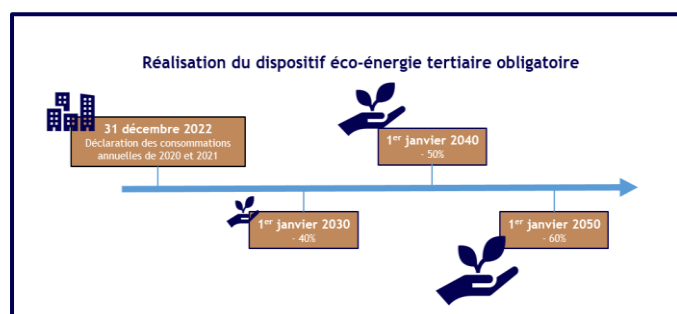 Réalisation du dispositif éco-énergie tertiaire obligatoire
31 décembre 2022
Déclaration des consommations
annuelles de 2020 et 2021
1er janvier 2040
- 50%
1er janvier 2030
- 40%
1er janvier 2050
- 60%